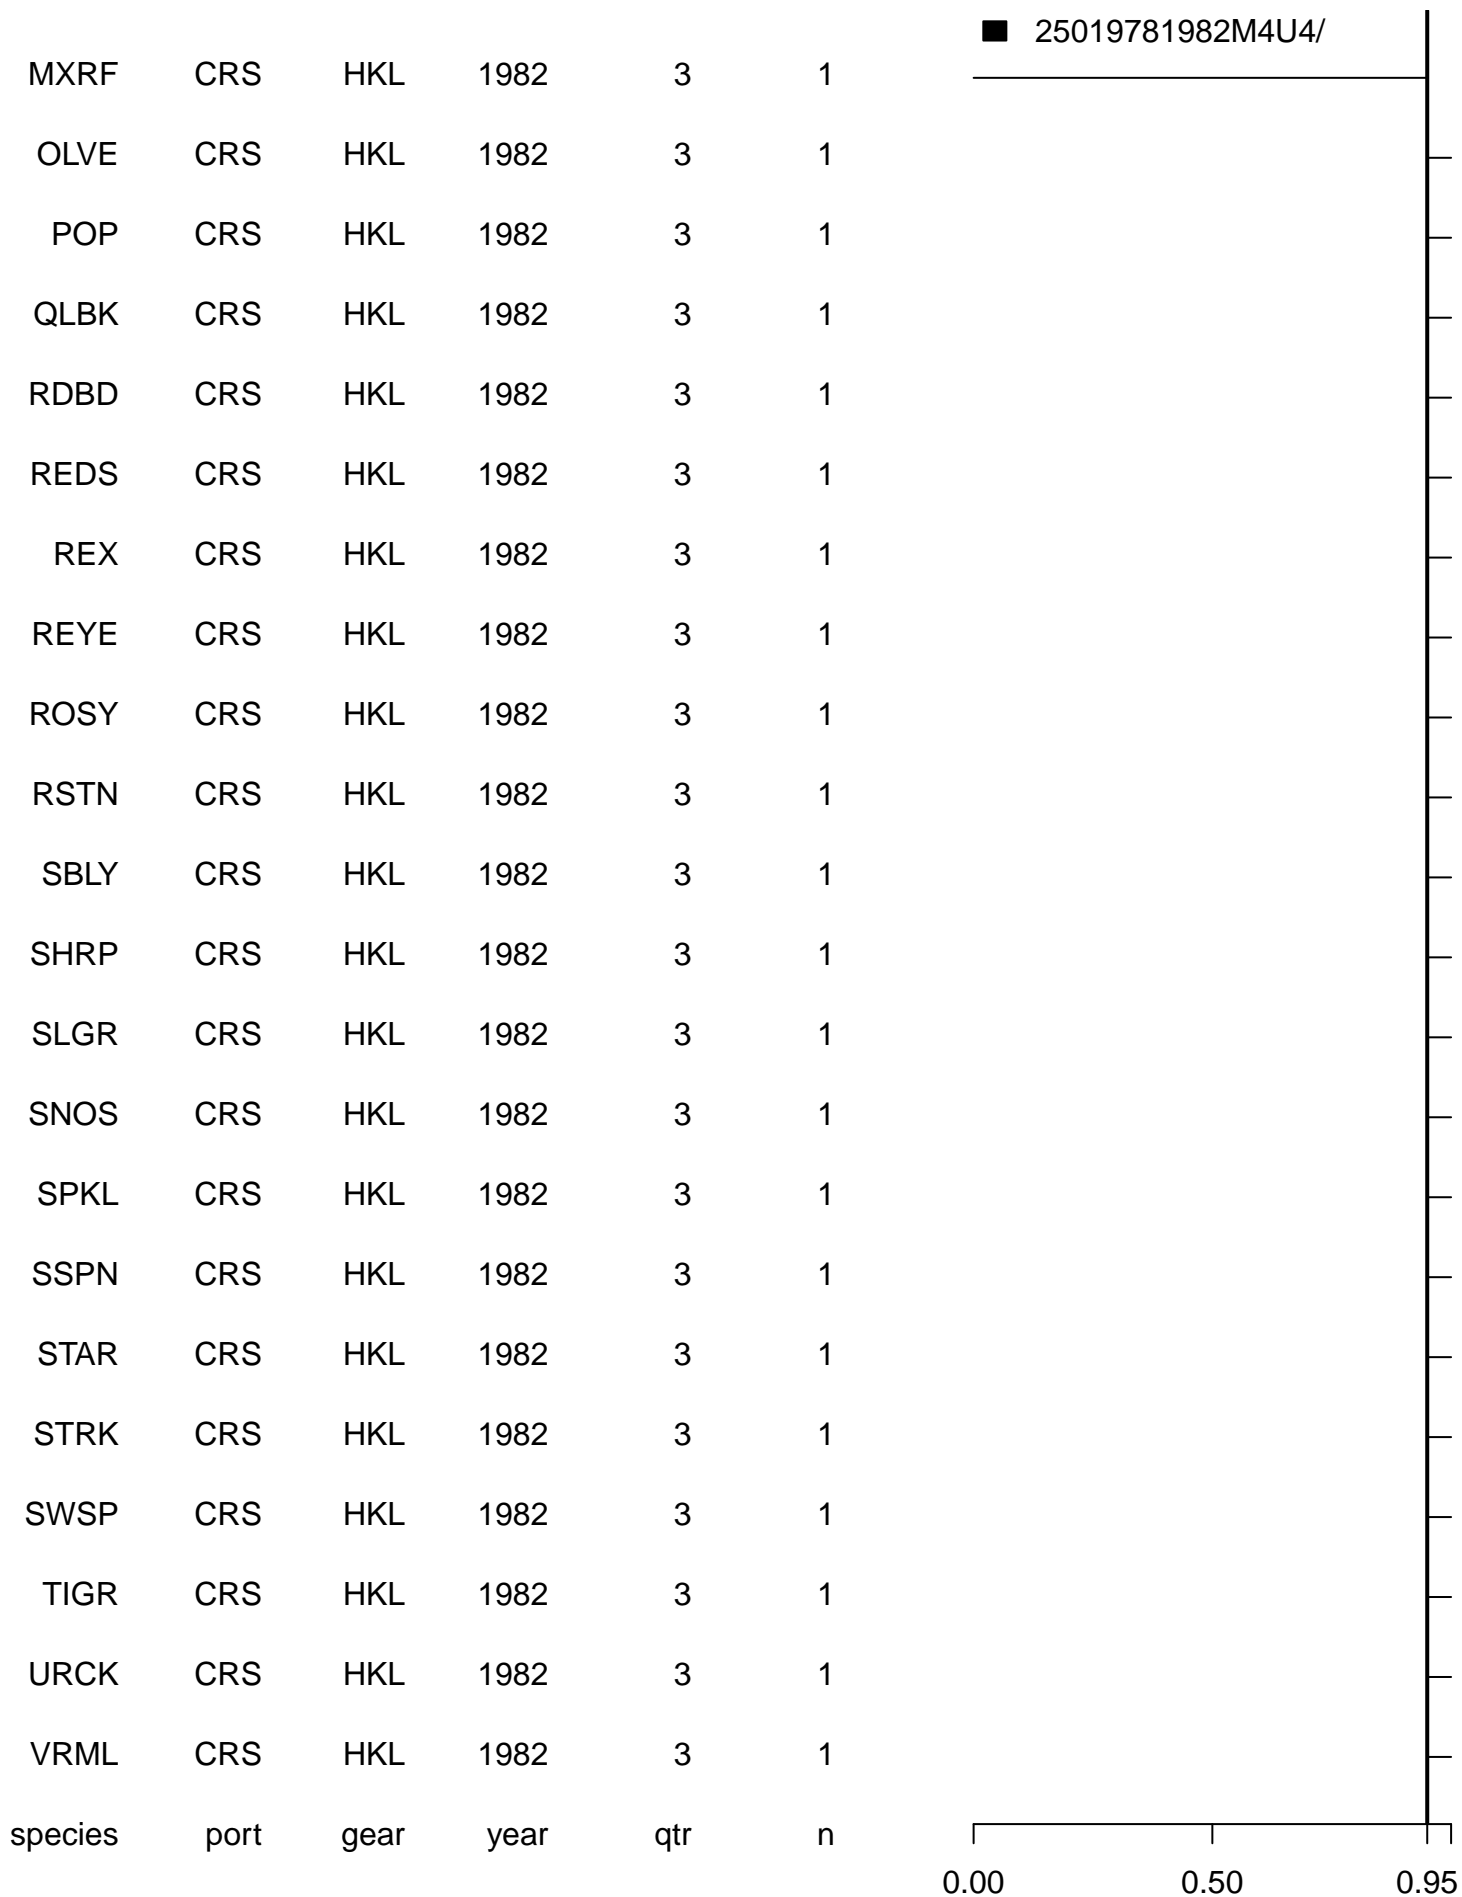 25019781982M4U4/
MXRF CRS HKL 1982 3 1
OLVE CRS HKL 1982 3 1
POP CRS HKL 1982 3 1
QLBK CRS HKL 1982 3 1
RDBD CRS HKL 1982 3 1
REDS CRS HKL 1982 3 1
REX CRS HKL 1982 3 1
REYE CRS HKL 1982 3 1
ROSY CRS HKL 1982 3 1
RSTN CRS HKL 1982 3 1
SBLY CRS HKL 1982 3 1
SHRP CRS HKL 1982 3 1
SLGR CRS HKL 1982 3 1
SNOS CRS HKL 1982 3 1
SPKL CRS HKL 1982 3 1
SSPN CRS HKL 1982 3 1
STAR CRS HKL 1982 3 1
STRK CRS HKL 1982 3 1
SWSP CRS HKL 1982 3 1
TIGR CRS HKL 1982 3 1
URCK CRS HKL 1982 3 1
VRML CRS HKL 1982 3 1
species port gear year qtr n
0.00 0.50 0.95